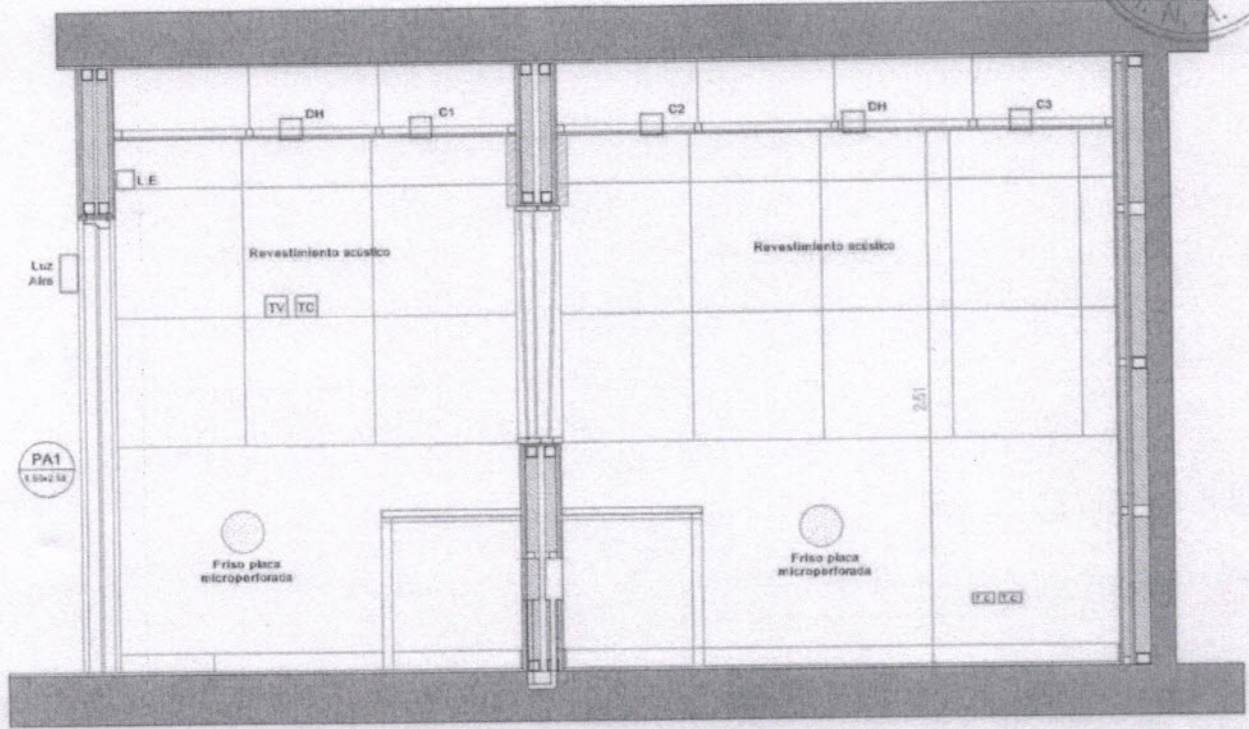 N. A.
DH
C1
C2
DH
C3
L.E
Revestimiento acústico
Revestimiento acústico
Luz
Aire
TV
TC
2.51
PA1
Friso placa
microperforada
Friso placa
microperforada
T.C
T.C